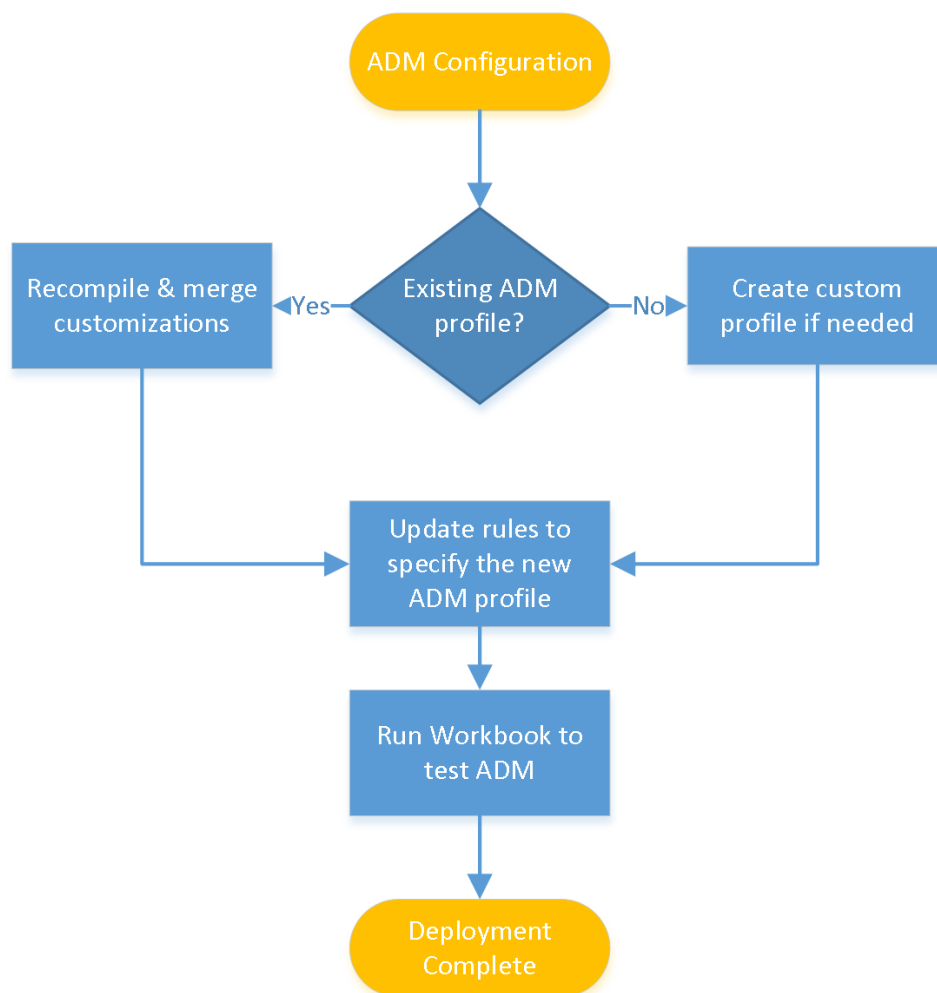 ADM Configuration
Existing ADM
profile?
Yes
No
Recompile & merge
customizations
Create custom
profile if needed
Update rules to
specify the new
ADM profile
Run Workbook to
test ADM
Deployment
Complete